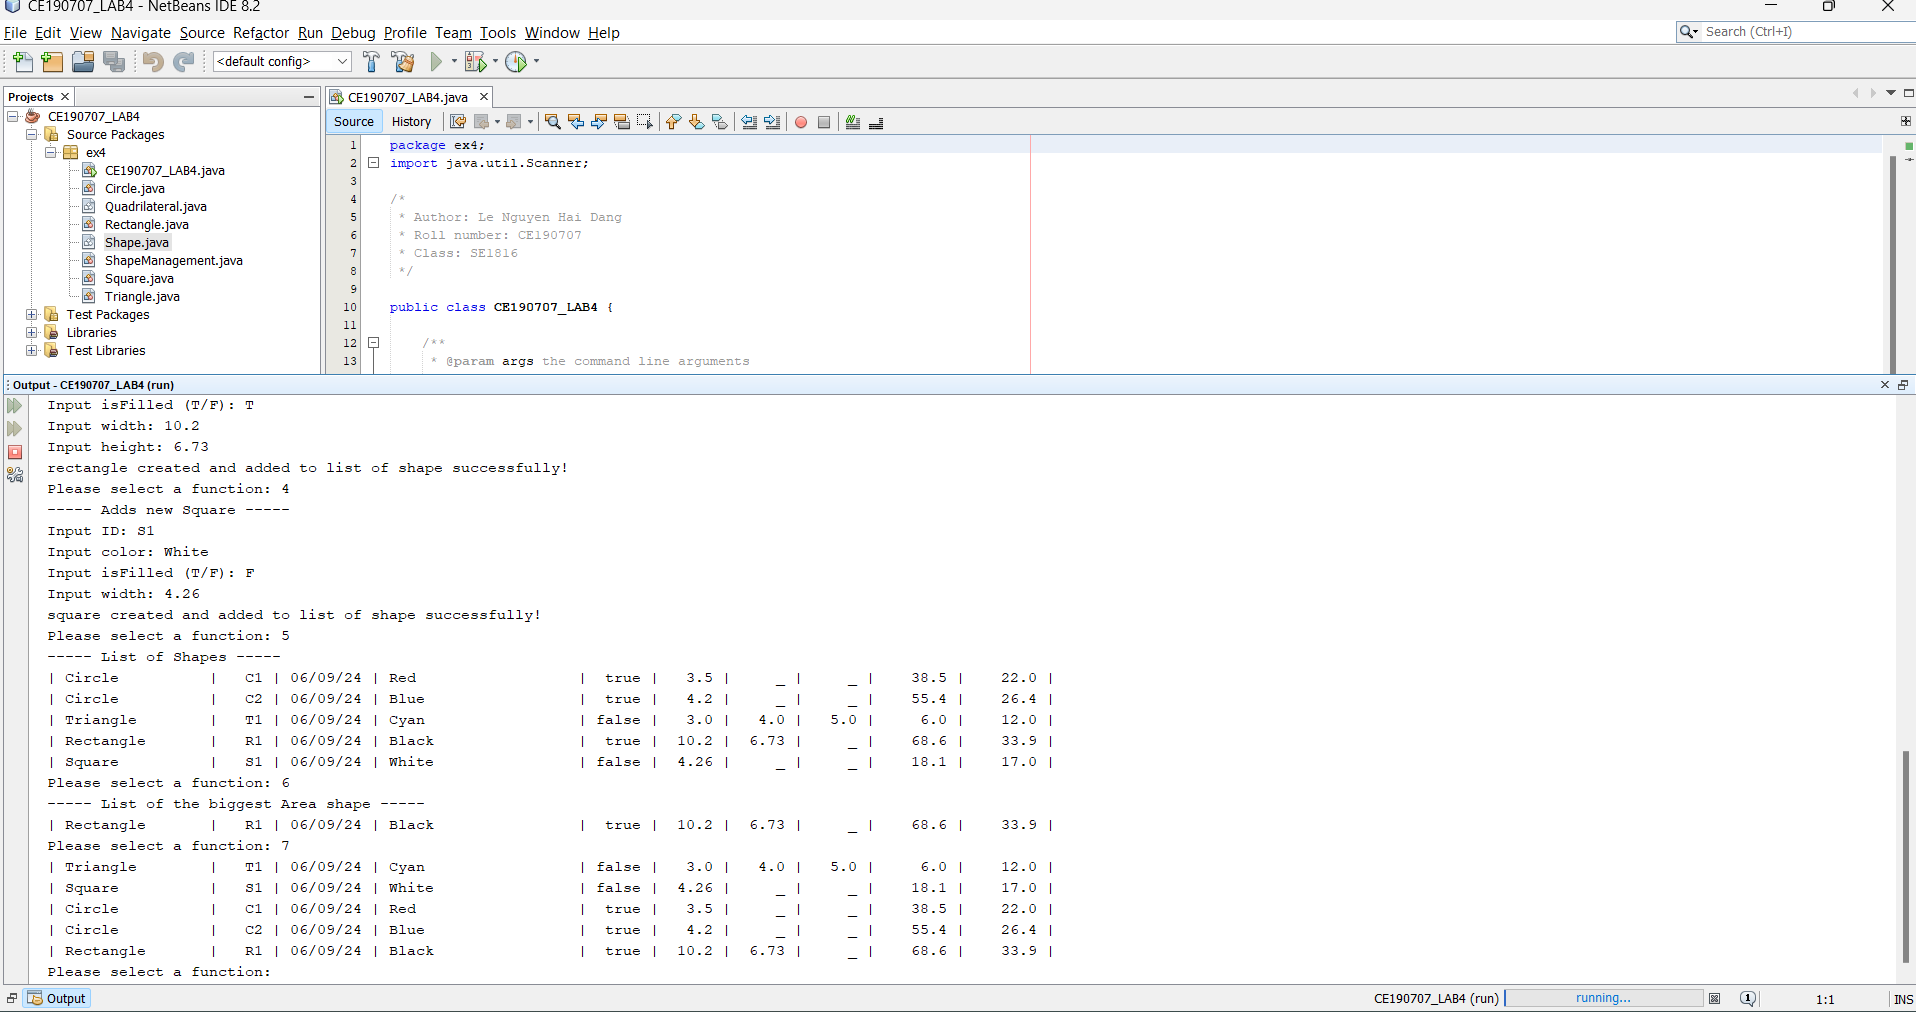 CE190707_LAB4 - NetBeans IDE 8.2
File Edit View Navigate Source Refactor Run Debug Profile Team Tools Window Help
Search (Ctrl+I)
<default config>
Projects
CE190707_LAB4
Source Packages
ex4
CE190707_LAB4.java
Circle.java
Quadrilateral.java
Rectangle.java
Shape.java
ShapeManagement.java
Square.java
Triangle.java
Test Packages
Libraries
Test Libraries
CE190707_LAB4.java
Source History
1 package ex4;
2 import java.util.Scanner;
3
4 /*
5 * Author: Le Nguyen Hai Dang
6 * Roll number: CE190707
7 * Class: SE1816
8 */
9
10 public class CE190707_LAB4 {
11
12 /**
13 * @param args the command line arguments
Output - CE190707_LAB4 (run)
Input isFilled (T/F): T
Input width: 10.2
Input height: 6.73
rectangle created and added to list of shape successfully!
Please select a function: 4
----- Adds new Square -----
Input ID: S1
Input color: White
Input isFilled (T/F): F
Input width: 4.26
square created and added to list of shape successfully!
Please select a function: 5
----- List of Shapes -----
| Circle | C1 | 06/09/24 | Red | true | 3.5 | _ | _ | 38.5 | 22.0 |
| Circle | C2 | 06/09/24 | Blue | true | 4.2 | _ | _ | 55.4 | 26.4 |
| Triangle | T1 | 06/09/24 | Cyan | false | 3.0 | 4.0 | 5.0 | 6.0 | 12.0 |
| Rectangle | R1 | 06/09/24 | Black | true | 10.2 | 6.73 | _ | 68.6 | 33.9 |
| Square | S1 | 06/09/24 | White | false | 4.26 | _ | _ | 18.1 | 17.0 |
Please select a function: 6
----- List of the biggest Area shape -----
| Rectangle | R1 | 06/09/24 | Black | true | 10.2 | 6.73 | _ | 68.6 | 33.9 |
Please select a function: 7
| Triangle | T1 | 06/09/24 | Cyan | false | 3.0 | 4.0 | 5.0 | 6.0 | 12.0 |
| Square | S1 | 06/09/24 | White | false | 4.26 | _ | _ | 18.1 | 17.0 |
| Circle | C1 | 06/09/24 | Red | true | 3.5 | _ | _ | 38.5 | 22.0 |
| Circle | C2 | 06/09/24 | Blue | true | 4.2 | _ | _ | 55.4 | 26.4 |
| Rectangle | R1 | 06/09/24 | Black | true | 10.2 | 6.73 | _ | 68.6 | 33.9 |
Please select a function:
Output
CE190707_LAB4 (run) running... 1 1:1 INS